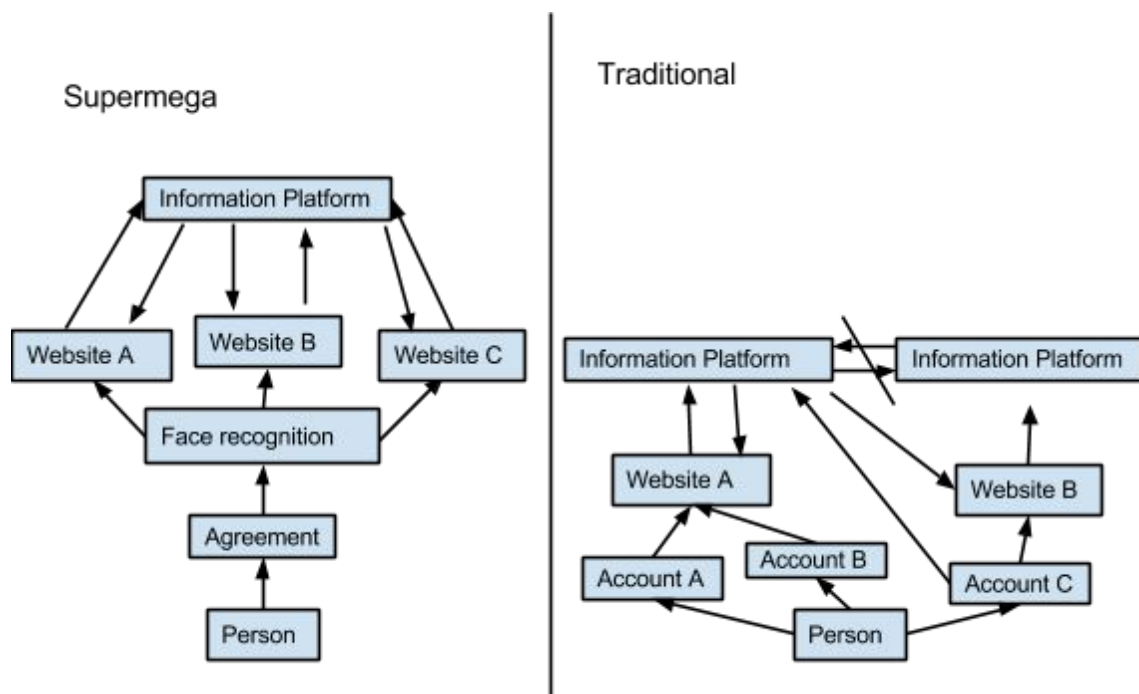 Supermega
Information Platform
Website A
Website B
Website C
Face recognition
Agreement
Person
Traditional
Information Platform
Information Platform
Website A
Website B
Account A
Account B
Account C
Person